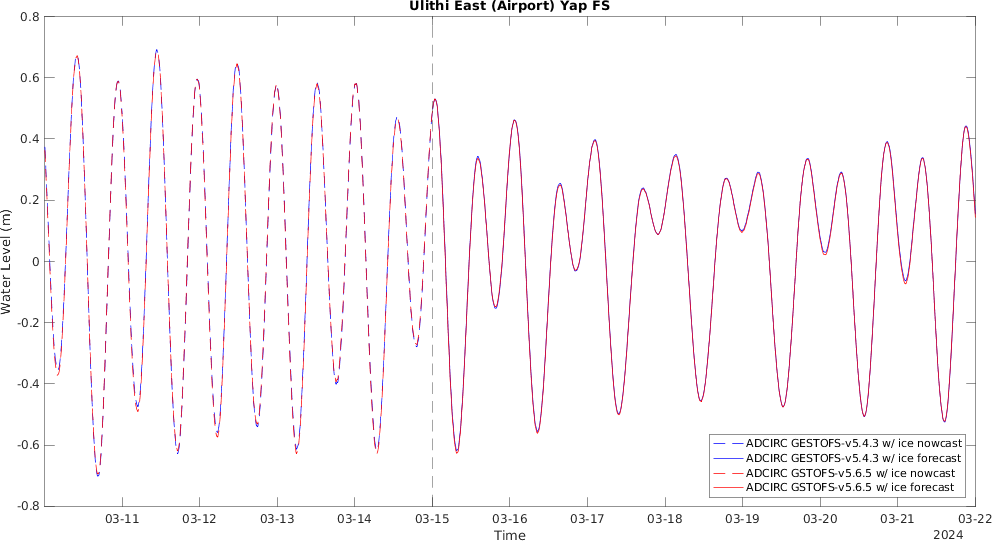 Ulithi East (Airport) Yap FS
Water Level (m)
0.8
0.6
0.4
0.2
0
-0.2
-0.4
-0.6
-0.8
ADCIRC GESTOFS-v5.4.3 w/ ice nowcast
ADCIRC GESTOFS-v5.4.3 w/ ice forecast
ADCIRC GSTOFS-v5.6.5 w/ ice nowcast
ADCIRC GSTOFS-v5.6.5 w/ ice forecast
03-11 03-12 03-13 03-14 03-15 03-16 03-17 03-18 03-19 03-20 03-21 03-22
Time
2024